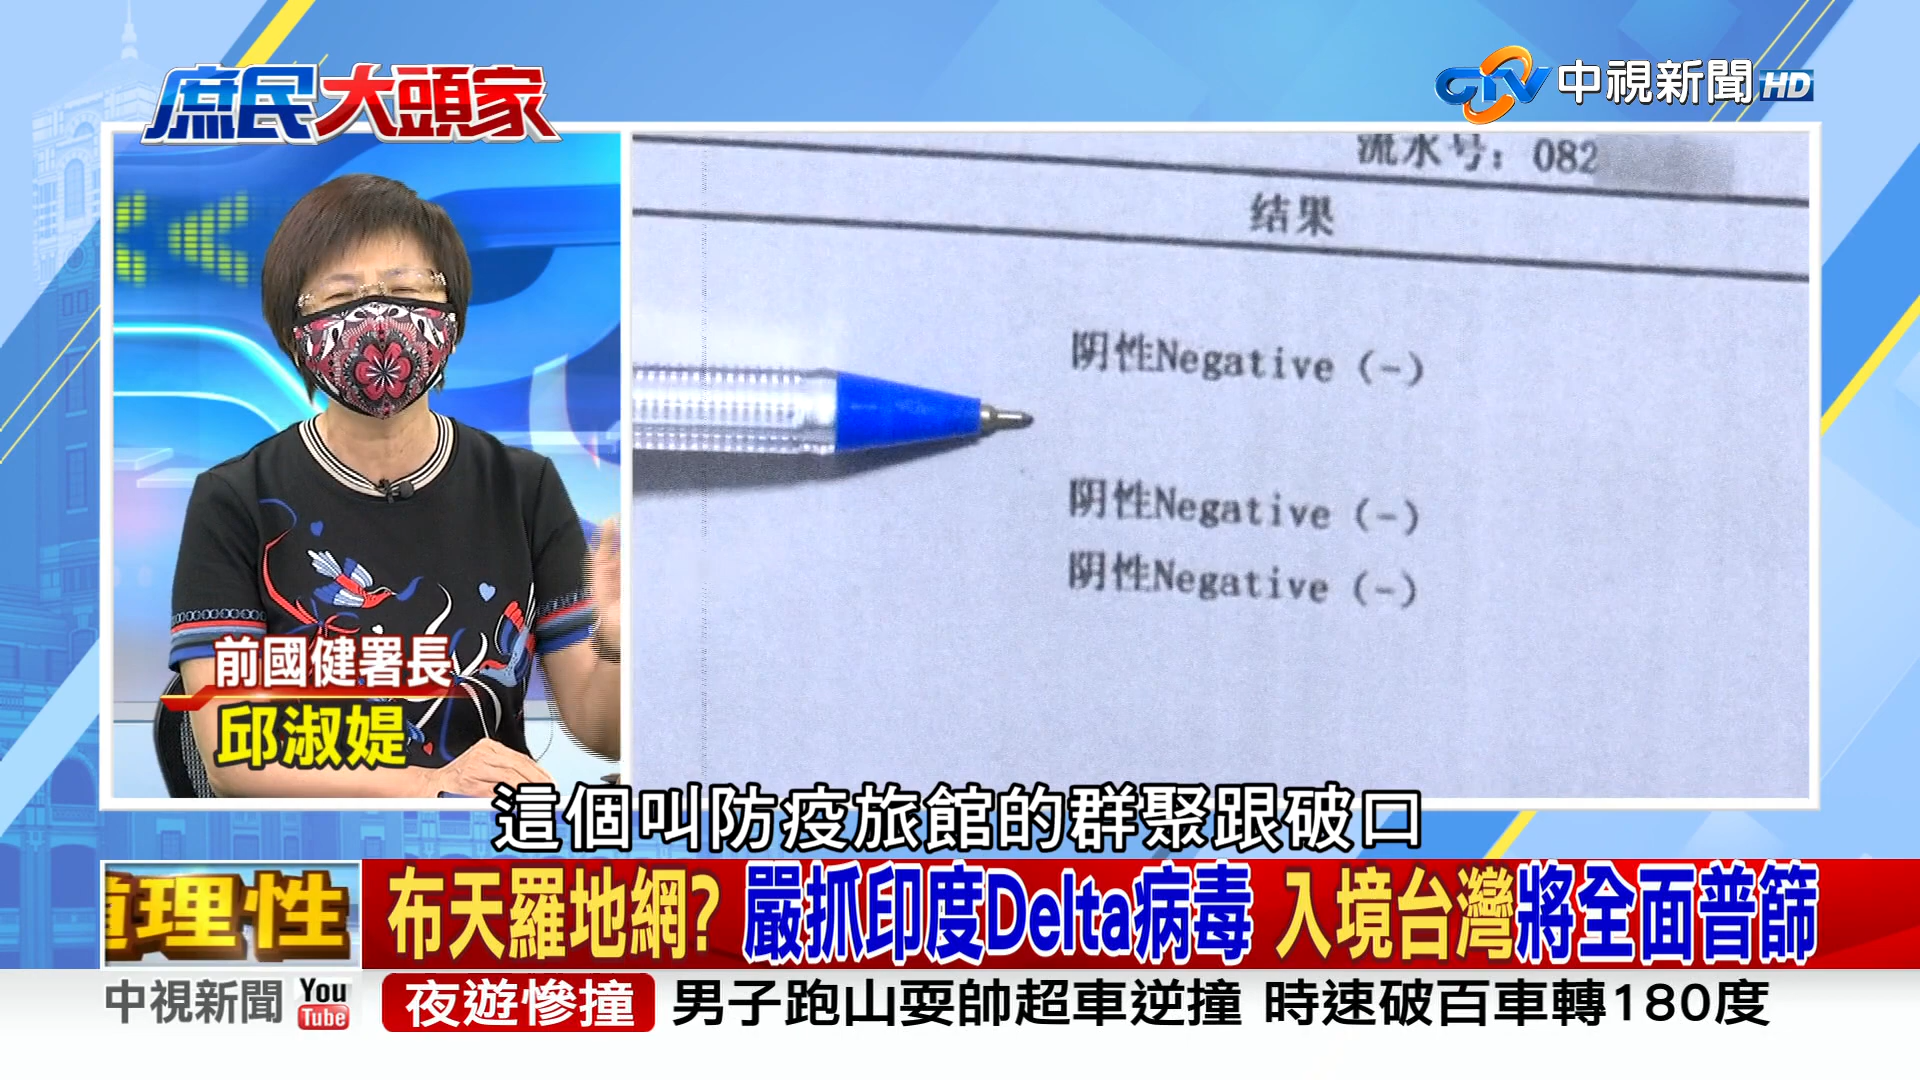 庶民大頭家
CTV中視新聞HD
流水号：082
结果
阴性Negative（-）
阴性Negative（-）
阴性Negative（-）
前國健署長
邱淑媞
這個叫防疫旅館的群聚跟破口
道理性
布天羅地網? 嚴抓印度Delta病毒 入境台灣將全面普篩
中視新聞 YouTube
夜遊慘撞 男子跑山耍帥超車逆撞 時速破百車轉180度